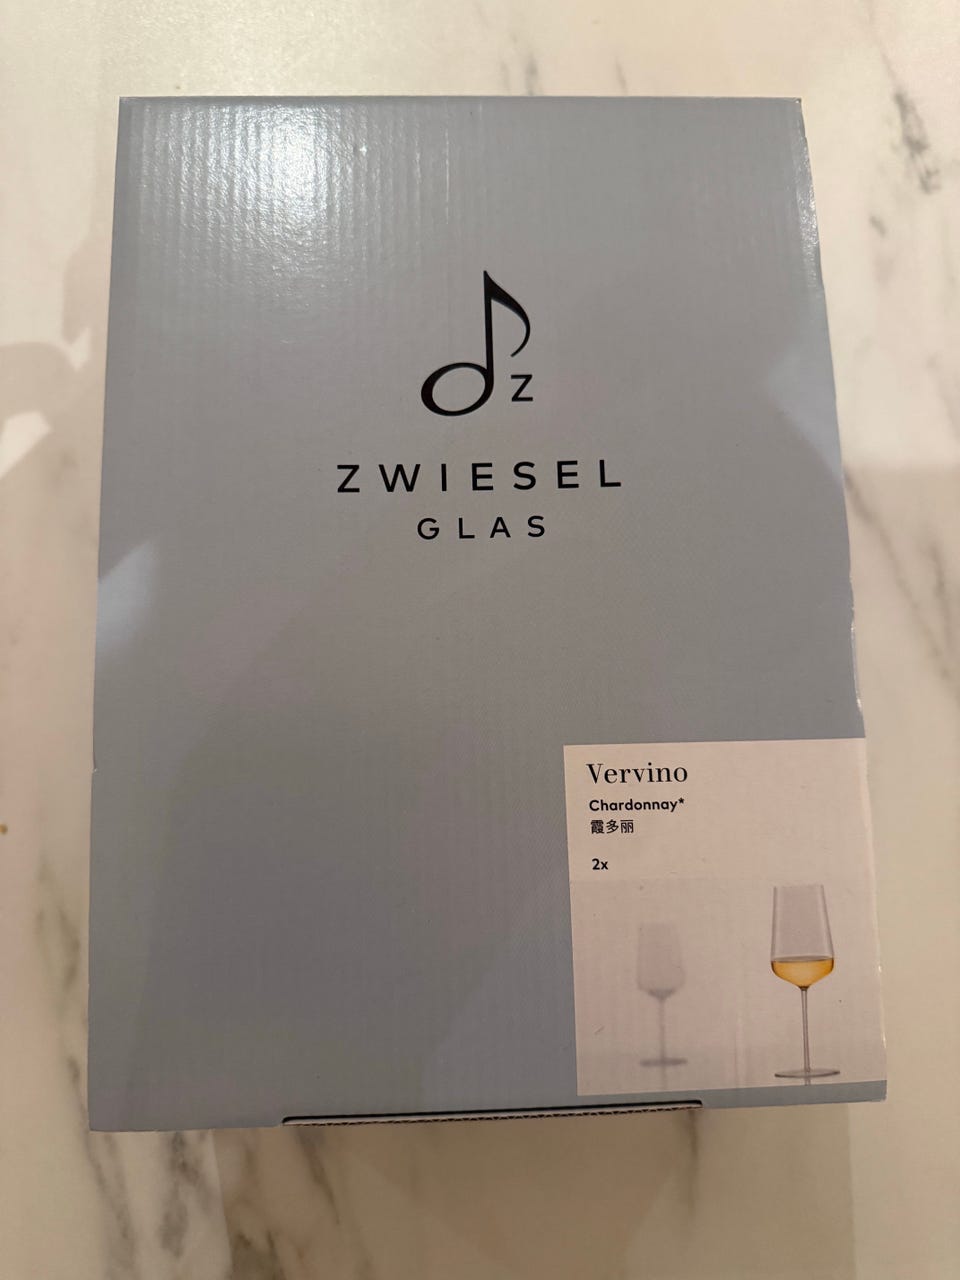 Z
ZWIESEL
GLAS
Vervino
Chardonnay*
霞多丽
2x